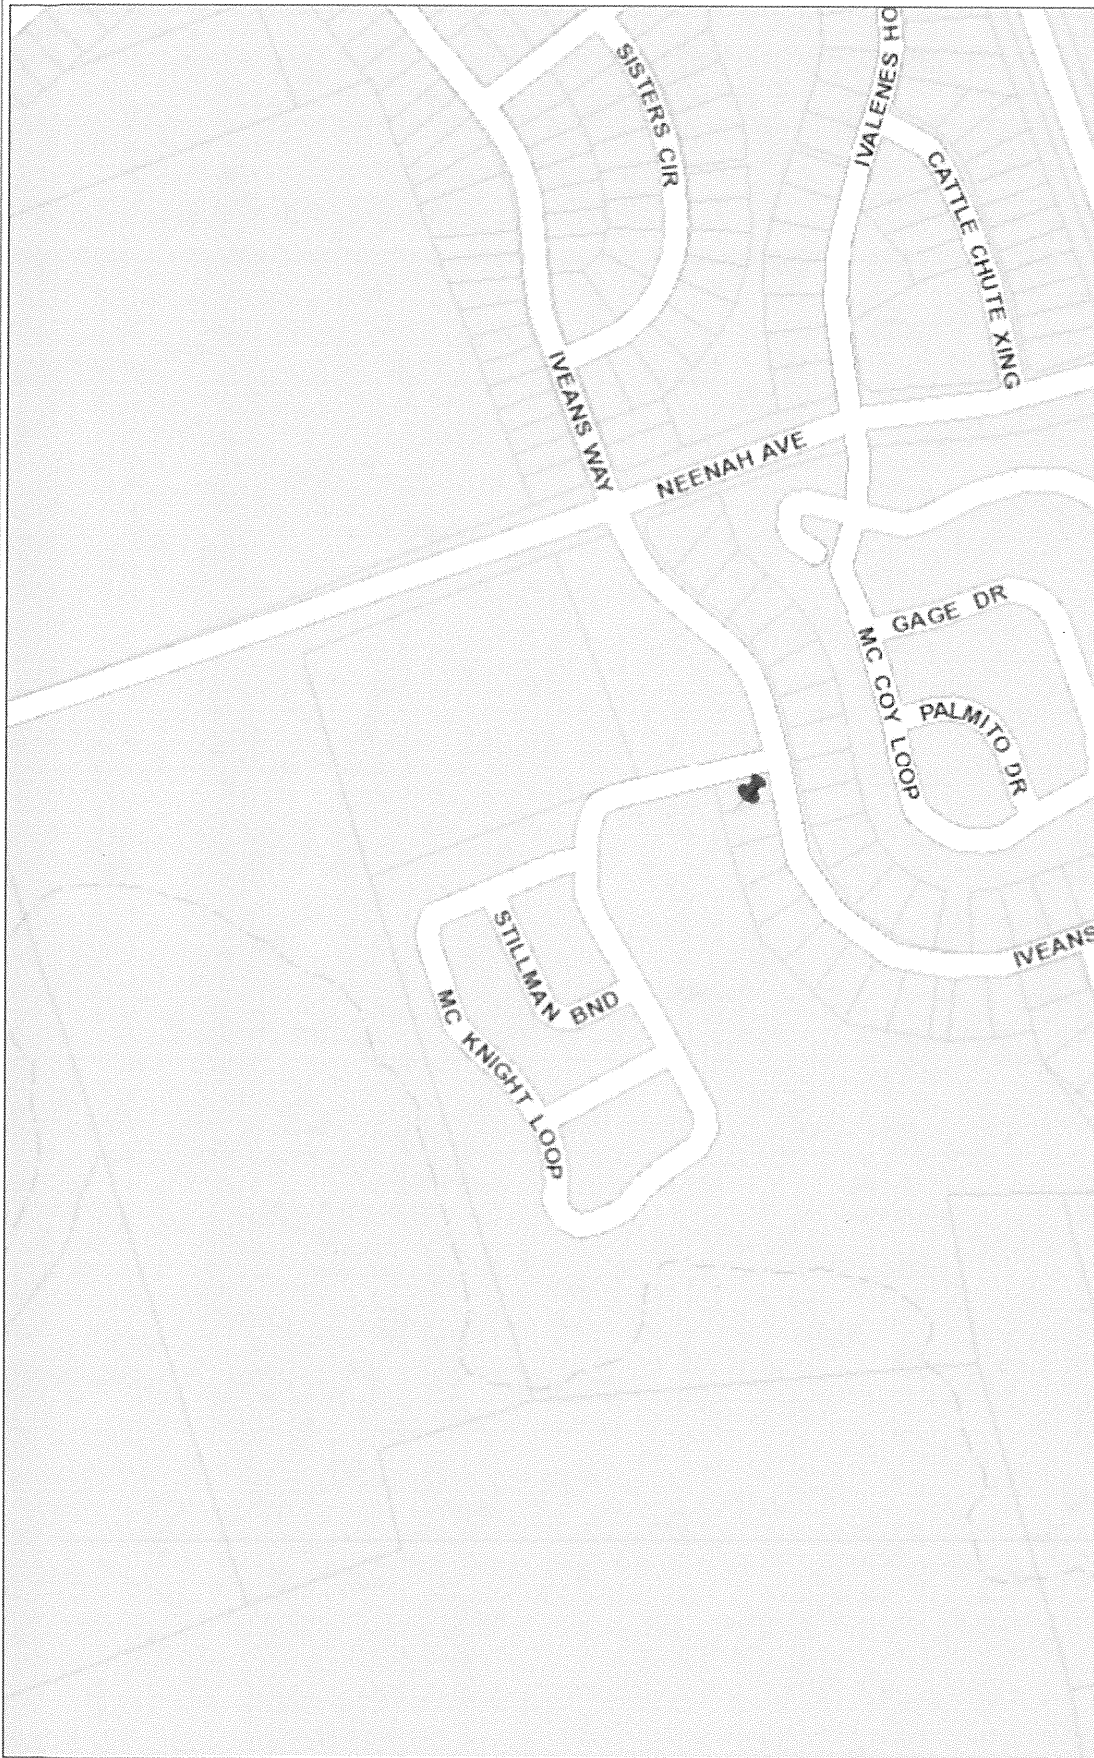 SISTERS CIR
IVALENES HO
CATTLE CHUTE XING
IVEANS WAY
NEENAH AVE
GAGE DR
MC COY LOOP
PALMITO DR
IVEANS
STILLMAN BND
MC KNIGHT LOOP